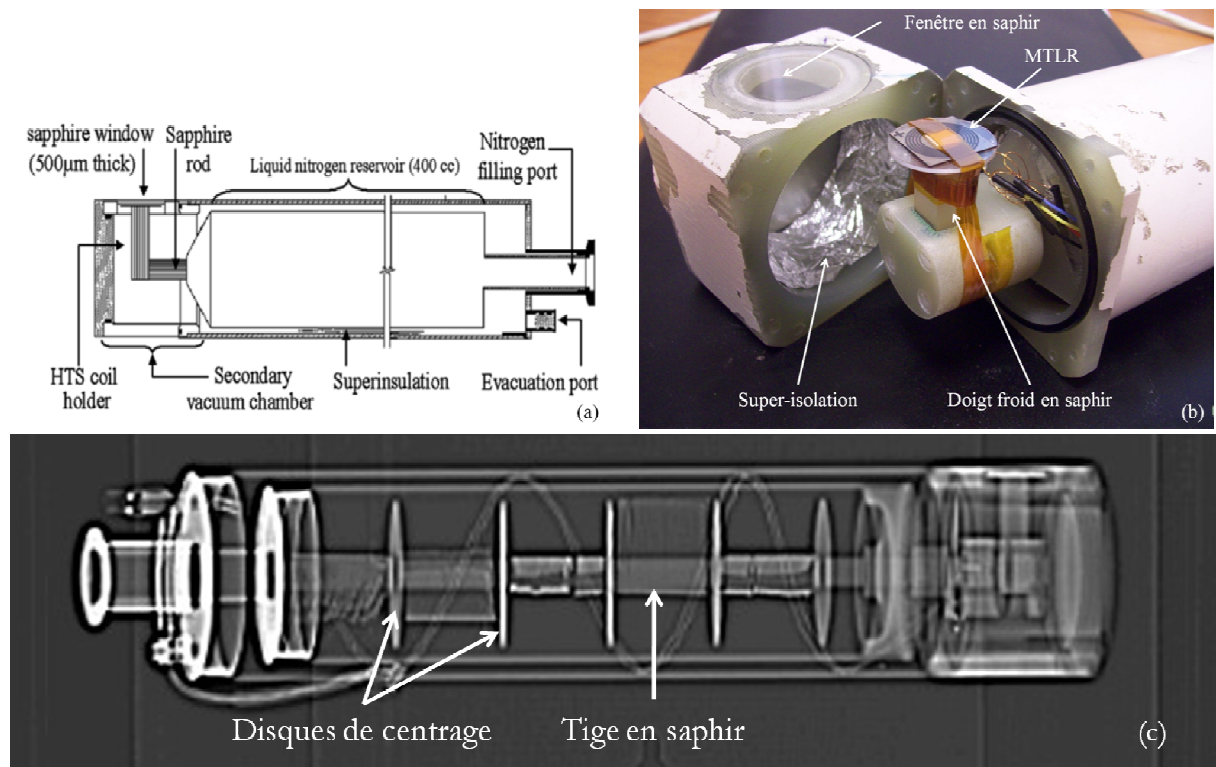 sapphire window
(500µm thick)
Sapphire
rod
Liquid nitrogen reservoir (400 cc)
Nitrogen
filling port
HTS coil
holder
Secondary
vacuum chamber
Superinsulation
Evacuation port
(a)
Fenêtre en saphir
MTLR
Super-isolation
Doigt froid en saphir
(b)
Disques de centrage
Tige en saphir
(c)